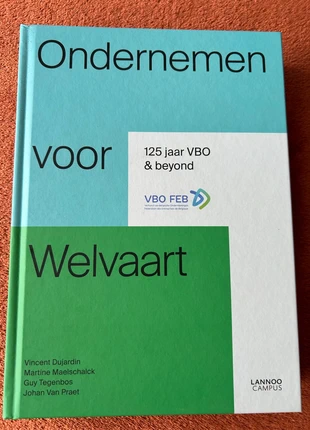 Ondernemen
voor
125 jaar VBO
& beyond
VBO FEB
Welvaart
Vincent Dujardin
Martine Maelschalck
Guy Tegenbos
Johan Van Praet
LANNOO
CAMPUS